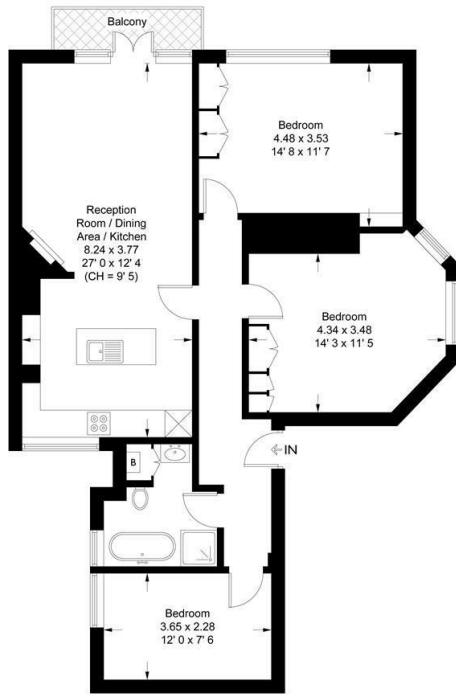 Balcony
Bedroom
4.48 x 3.53
14' 8 x 11' 7
Reception
Room / Dining
Area / Kitchen
8.24 x 3.77
27' 0 x 12' 4
(CH = 9' 5)
Bedroom
4.34 x 3.48
14' 3 x 11' 5
IN
B
Bedroom
3.65 x 2.28
12' 0 x 7' 6